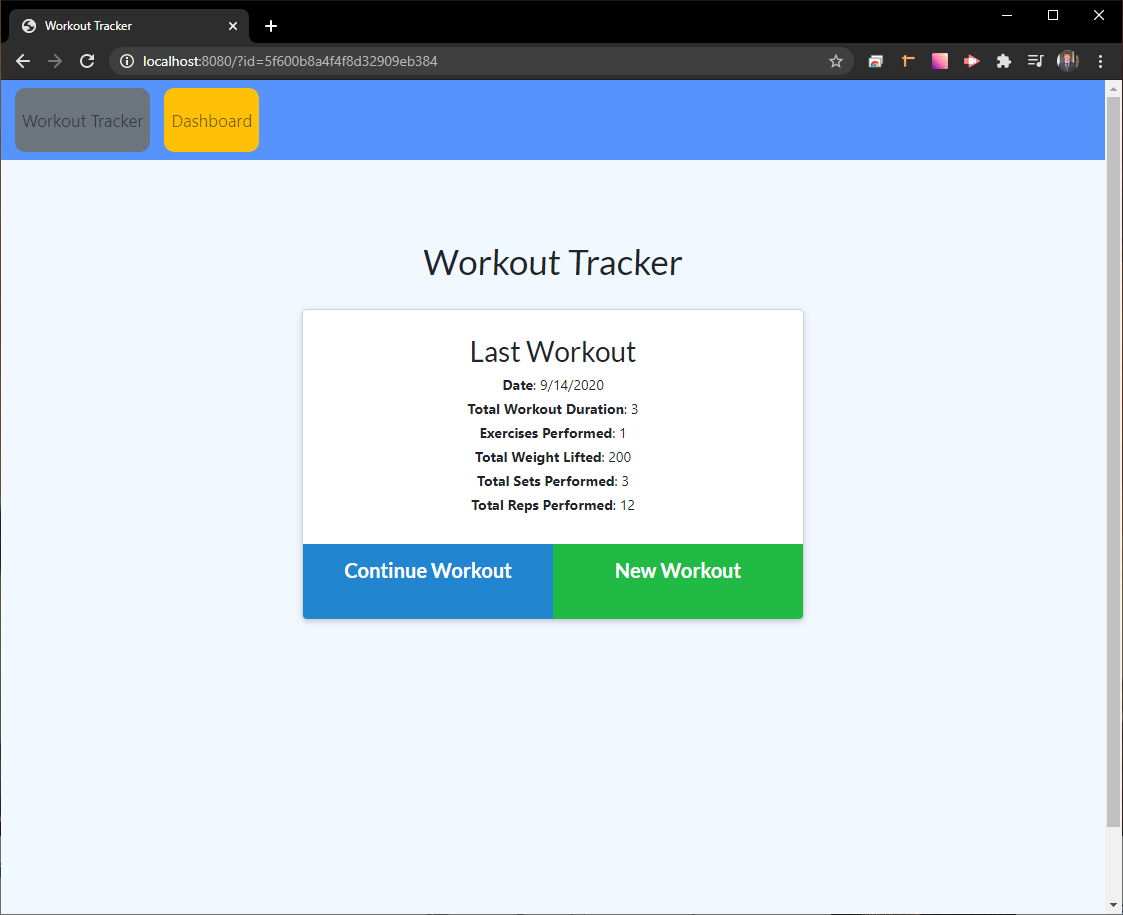 Workout Tracker
localhost:8080/?id=5f600b8a4f4f8d32909eb384
Workout Tracker Dashboard
Workout Tracker
Last Workout
Date: 9/14/2020
Total Workout Duration: 3
Exercises Performed: 1
Total Weight Lifted: 200
Total Sets Performed: 3
Total Reps Performed: 12
Continue Workout New Workout